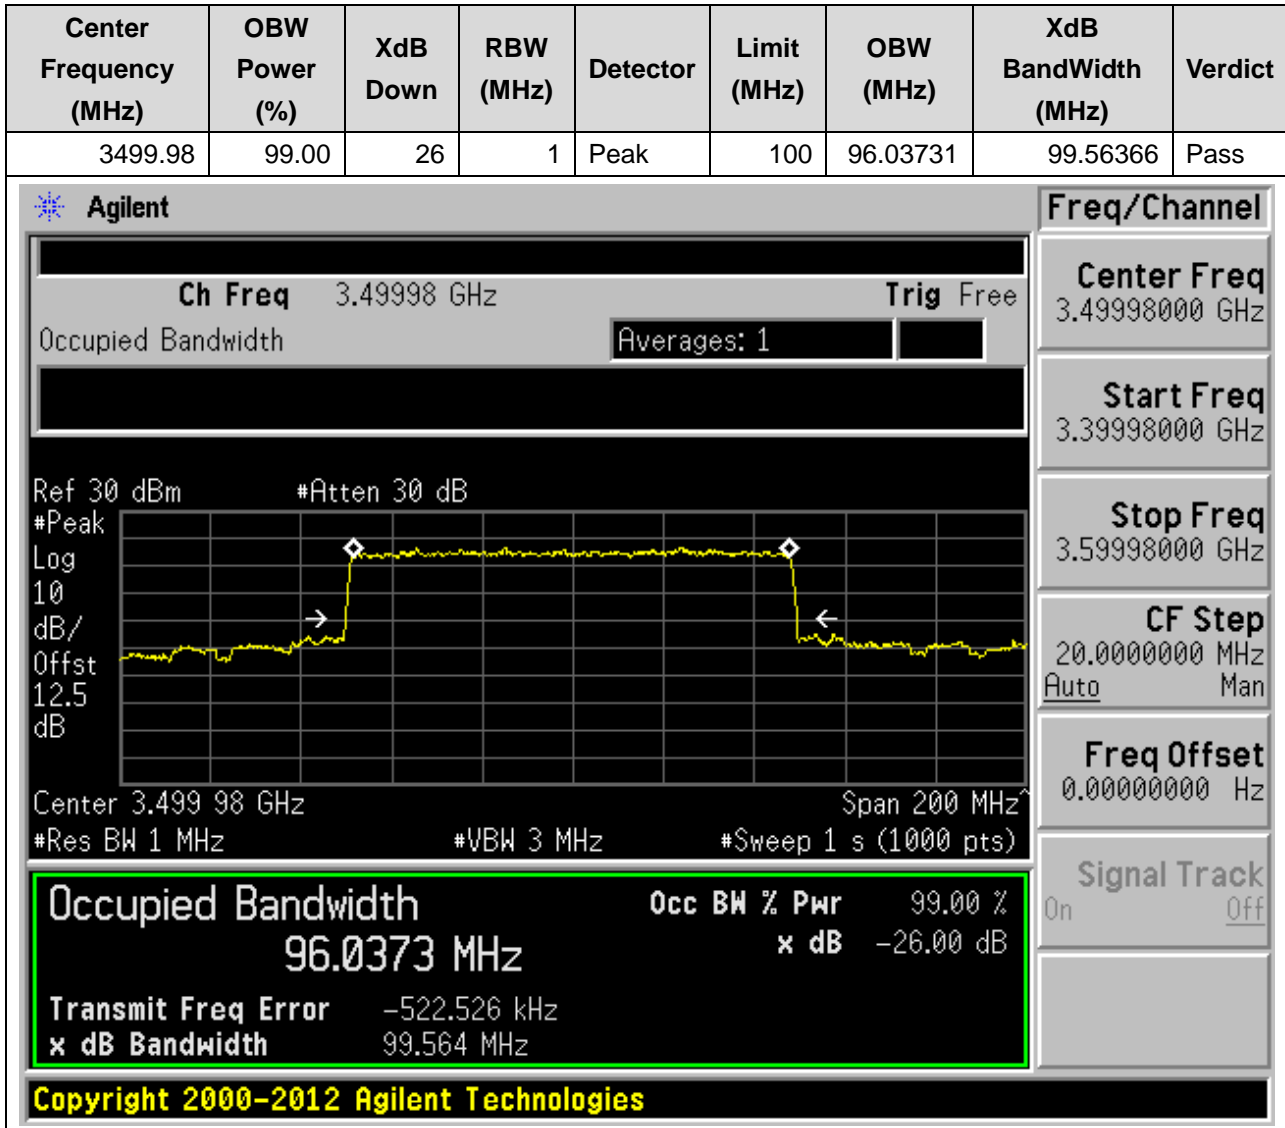 Center Frequency (MHz) OBW Power (%) XdB Down RBW (MHz) Detector Limit (MHz) OBW (MHz) XdB BandWidth (MHz) Verdict
3499.98 99.00 26 1 Peak 100 96.03731 99.56366 Pass
Agilent
Freq/Channel
Ch Freq 3.49998 GHz Trig Free
Occupied Bandwidth Averages: 1
Center Freq
3.49998000 GHz
Start Freq
3.39998000 GHz
Stop Freq
3.59998000 GHz
CF Step
20.0000000 MHz
Auto Man
Freq Offset
0.00000000 Hz
Signal Track
On Off
Ref 30 dBm #Atten 30 dB
#Peak
Log
10
dB/
Offst
12.5
dB
Center 3.499 98 GHz Span 200 MHz^
#Res BW 1 MHz #VBW 3 MHz #Sweep 1 s (1000 pts)
Occupied Bandwidth Occ BW % Pwr 99.00 %
96.0373 MHz x dB -26.00 dB
Transmit Freq Error -522.526 kHz
x dB Bandwidth 99.564 MHz
Copyright 2000-2012 Agilent Technologies